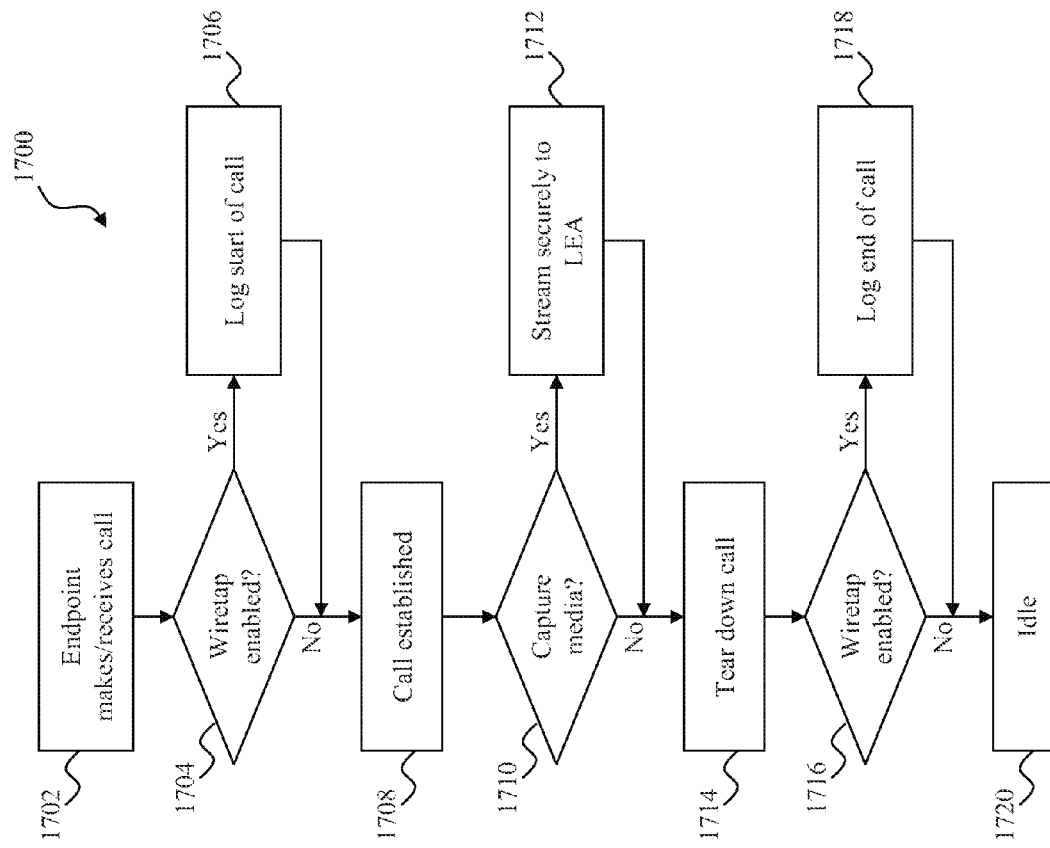 1700
Endpoint
makes/receives call
1702
Wiretap
enabled?
1704
Yes
No
Log start of call
1706
Call established
1708
Capture
media?
1710
Yes
No
Stream securely to
LEA
1712
Tear down call
1714
Wiretap
enabled?
1716
Yes
No
Log end of call
1718
Idle
1720